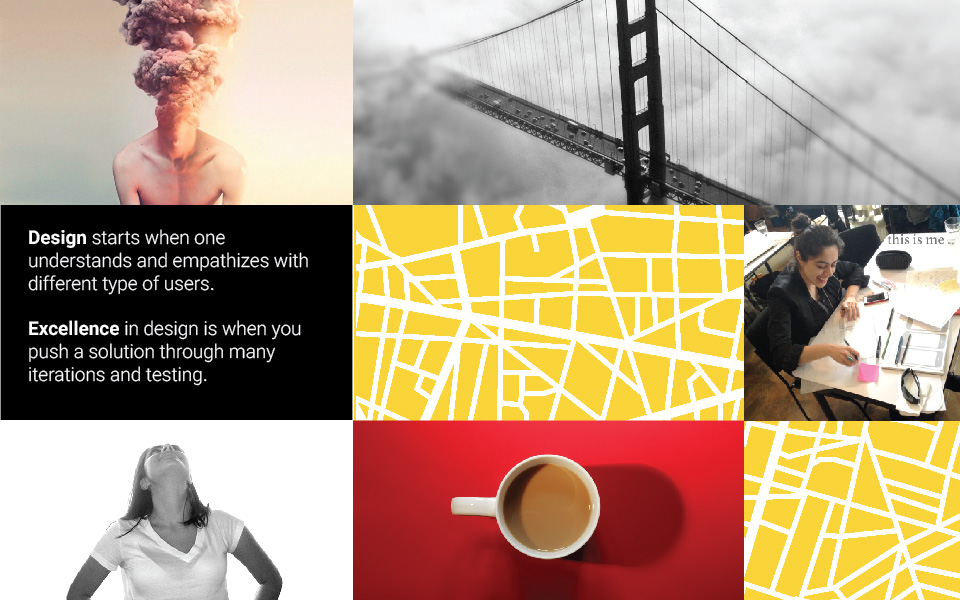 Design starts when one
understands and empathizes with
different type of users.
Excellence in design is when you
push a solution through many
iterations and testing.
this is me